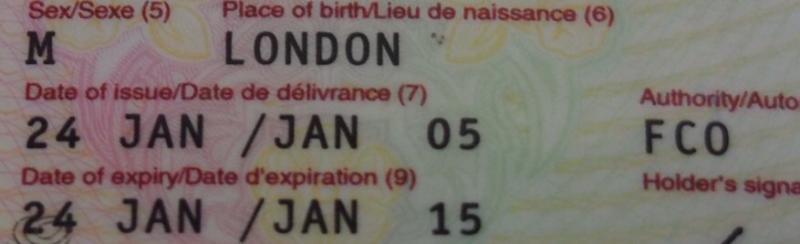 Sex/Sexe (5) Place of birth/Lieu de naissance (6)
M LONDON
Date of issue/Date de délivrance (7) Authority/Auto
24 JAN /JAN 05 FCO
Date of expiry/Date d'expiration (9) Holder's signa
24 JAN /JAN 15